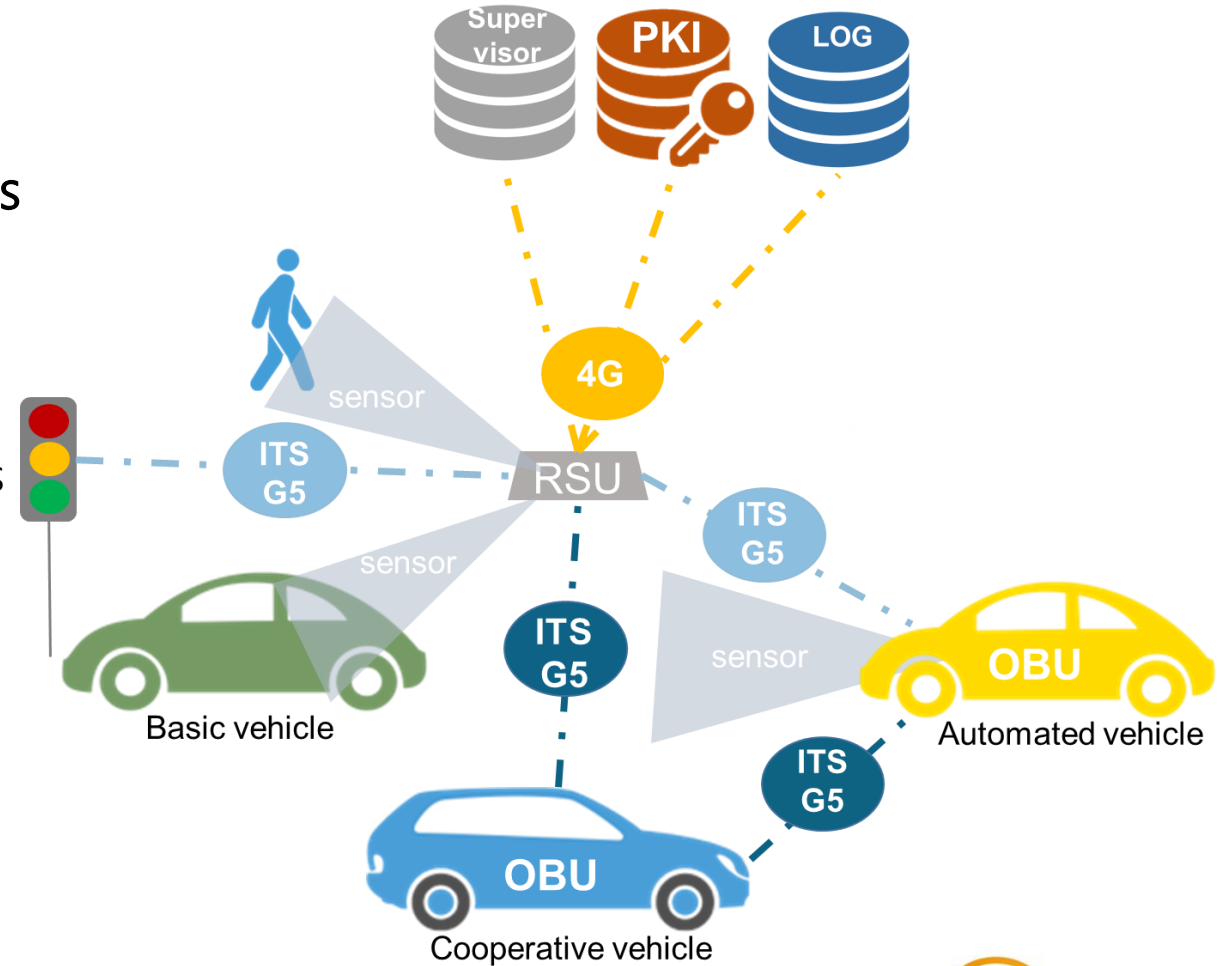 Super
visor
PKI
LOG
s
4G
sensor
ITS
G5
s
RSU
ITS
G5
sensor
ITS
G5
sensor
OBU
Basic vehicle
Automated vehicle
ITS
G5
OBU
Cooperative vehicle